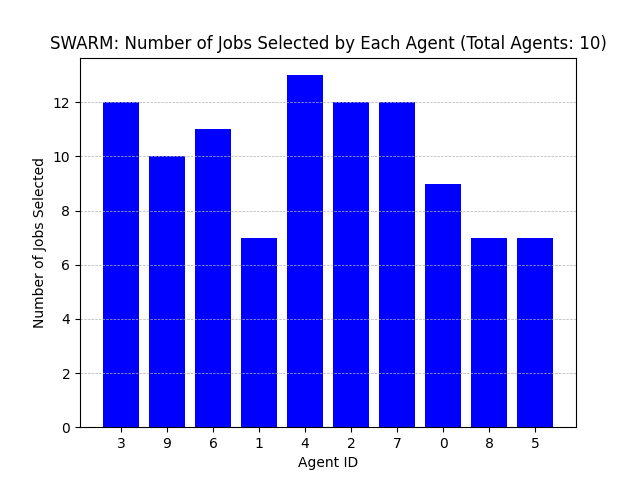 SWARM: Number of Jobs Selected by Each Agent (Total Agents: 10)
Number of Jobs Selected
12
10
8
6
4
2
0
3 9 6 1 4 2 7 0 8 5
Agent ID